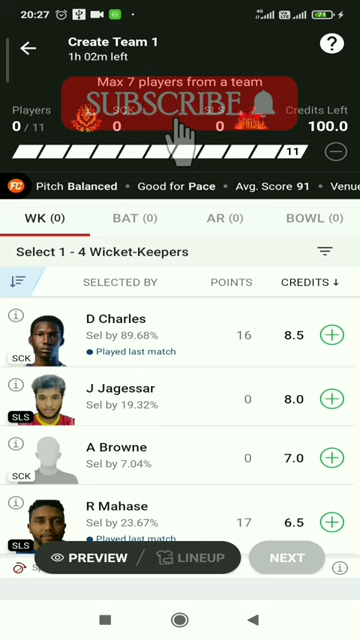 20:27
4G
71
Create Team 1
1h 02m left
?
Max 7 players from a team
SUBSCRIBE
Players
SCK
SLS
Credits Left
0 / 11
0
0
100.0
11
FC Pitch Balanced • Good for Pace • Avg. Score 91 • Venue
WK (0) BAT (0) AR (0) BOWL (0)
Select 1 - 4 Wicket-Keepers
SELECTED BY POINTS CREDITS ↓
D Charles
Sel by 89.68% 16 8.5
Played last match
SCK
J Jagessar
Sel by 19.32% 0 8.0
SLS
A Browne
Sel by 7.04% 0 7.0
SCK
R Mahase
Sel by 23.67% 17 6.5
Played last match
SLS
PREVIEW / LINEUP NEXT